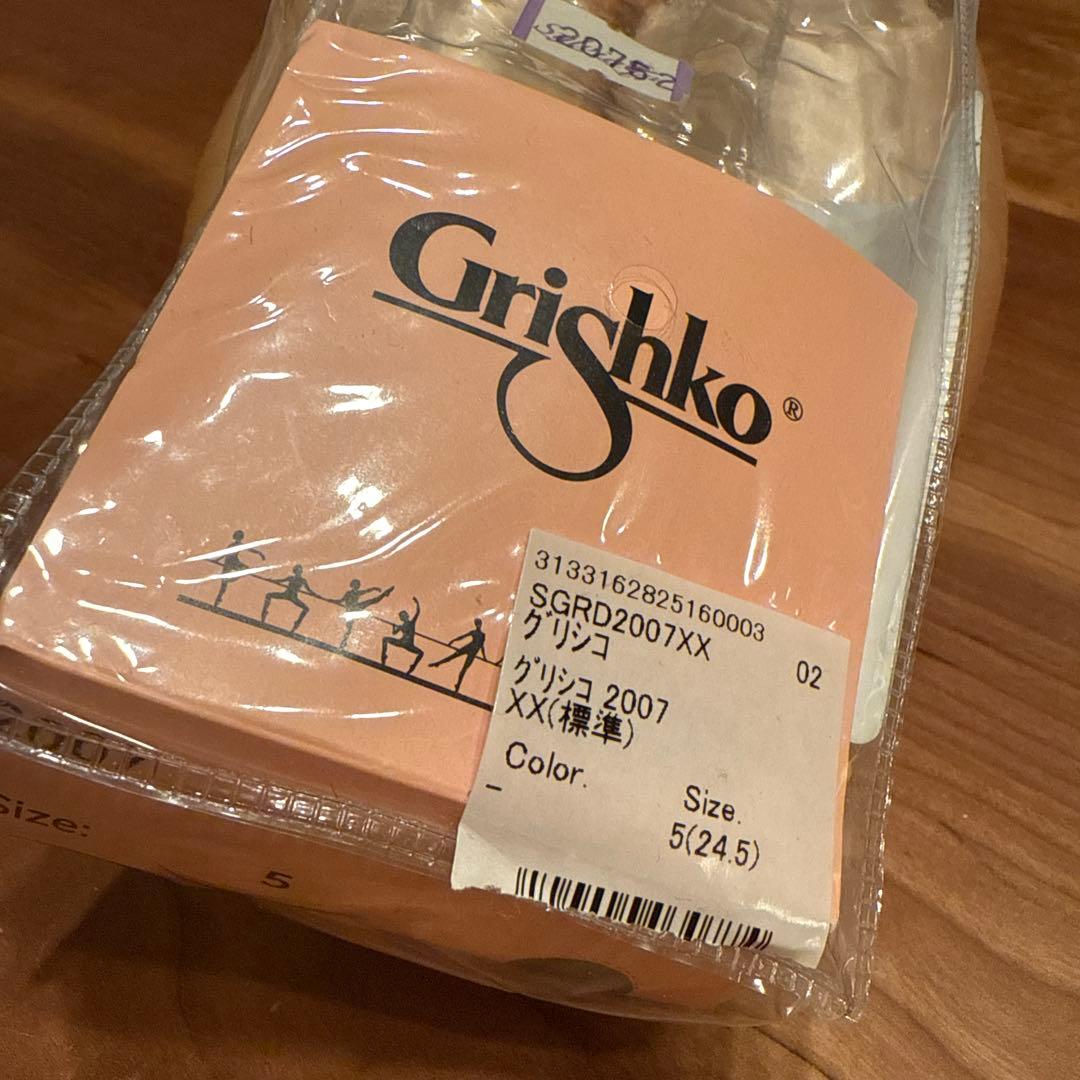 Grishko®
3133162825160003
SGRD2007XX
グリシコ
02
グリシコ 2007
XX(標準)
Color.
-
Size.
5(24.5)
2007
Size:
5